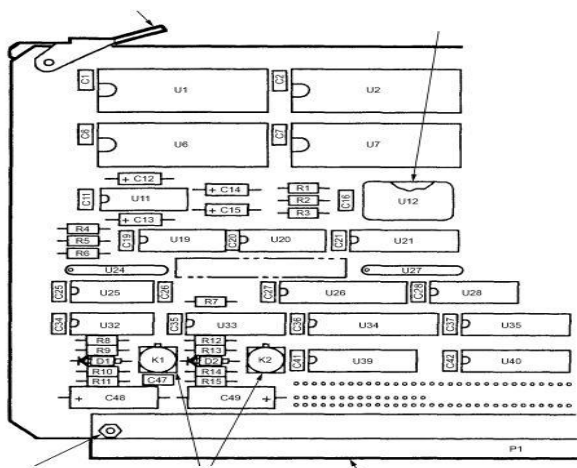 C1 U1 C2 U2
C6 U6 C7 U7
C12 C14 R1
C11 U11 R2 C16 U12
C13 C15 R3
R4
R5 C19 U19 C20 U20 C21 U21
R6
U24 U27
C25 U25 C26 R7 C27 U26 C28 U28
C34 U32 C35 U33 C36 U34 C37 U35
R8 R12
R9 K1 R13 K2
D1 D2 C41 U39 C42 U40
R10 C47 R14
R11 R15
C48 C49
P1